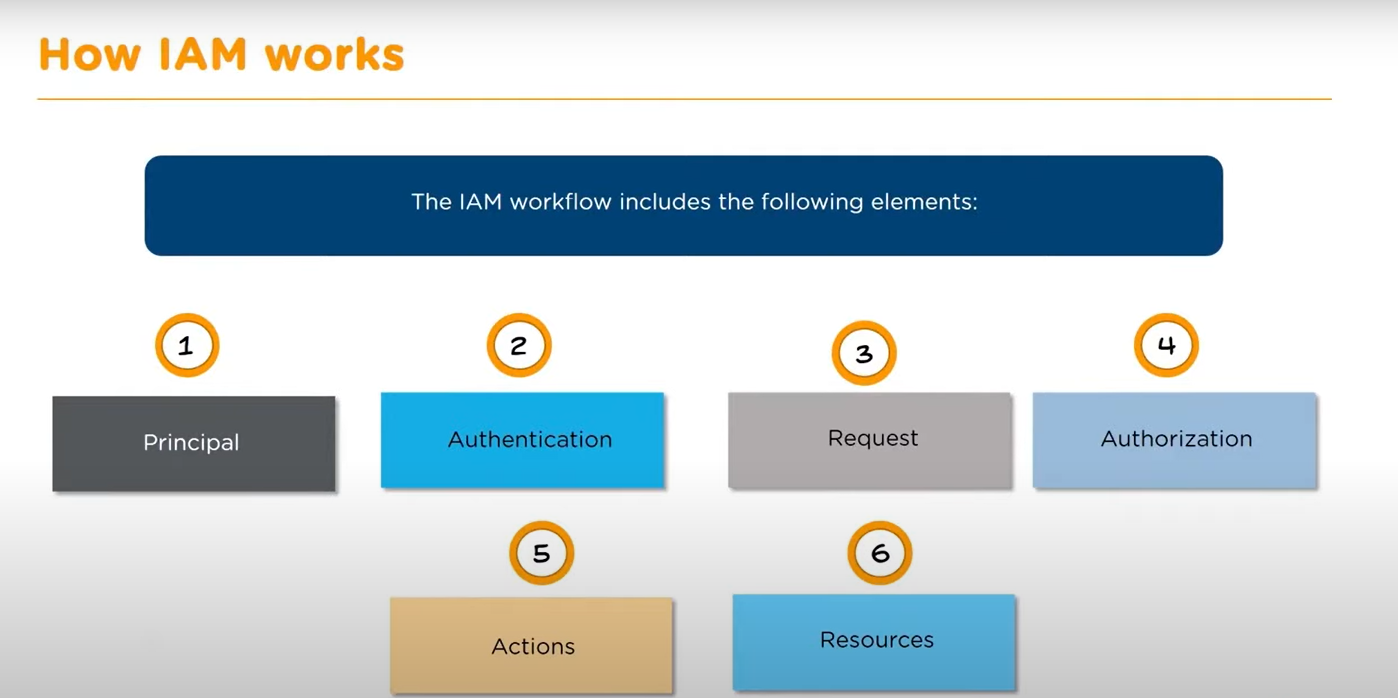 How IAM works
The IAM workflow includes the following elements:
1
2
3
4
Principal
Authentication
Request
Authorization
5
6
Actions
Resources